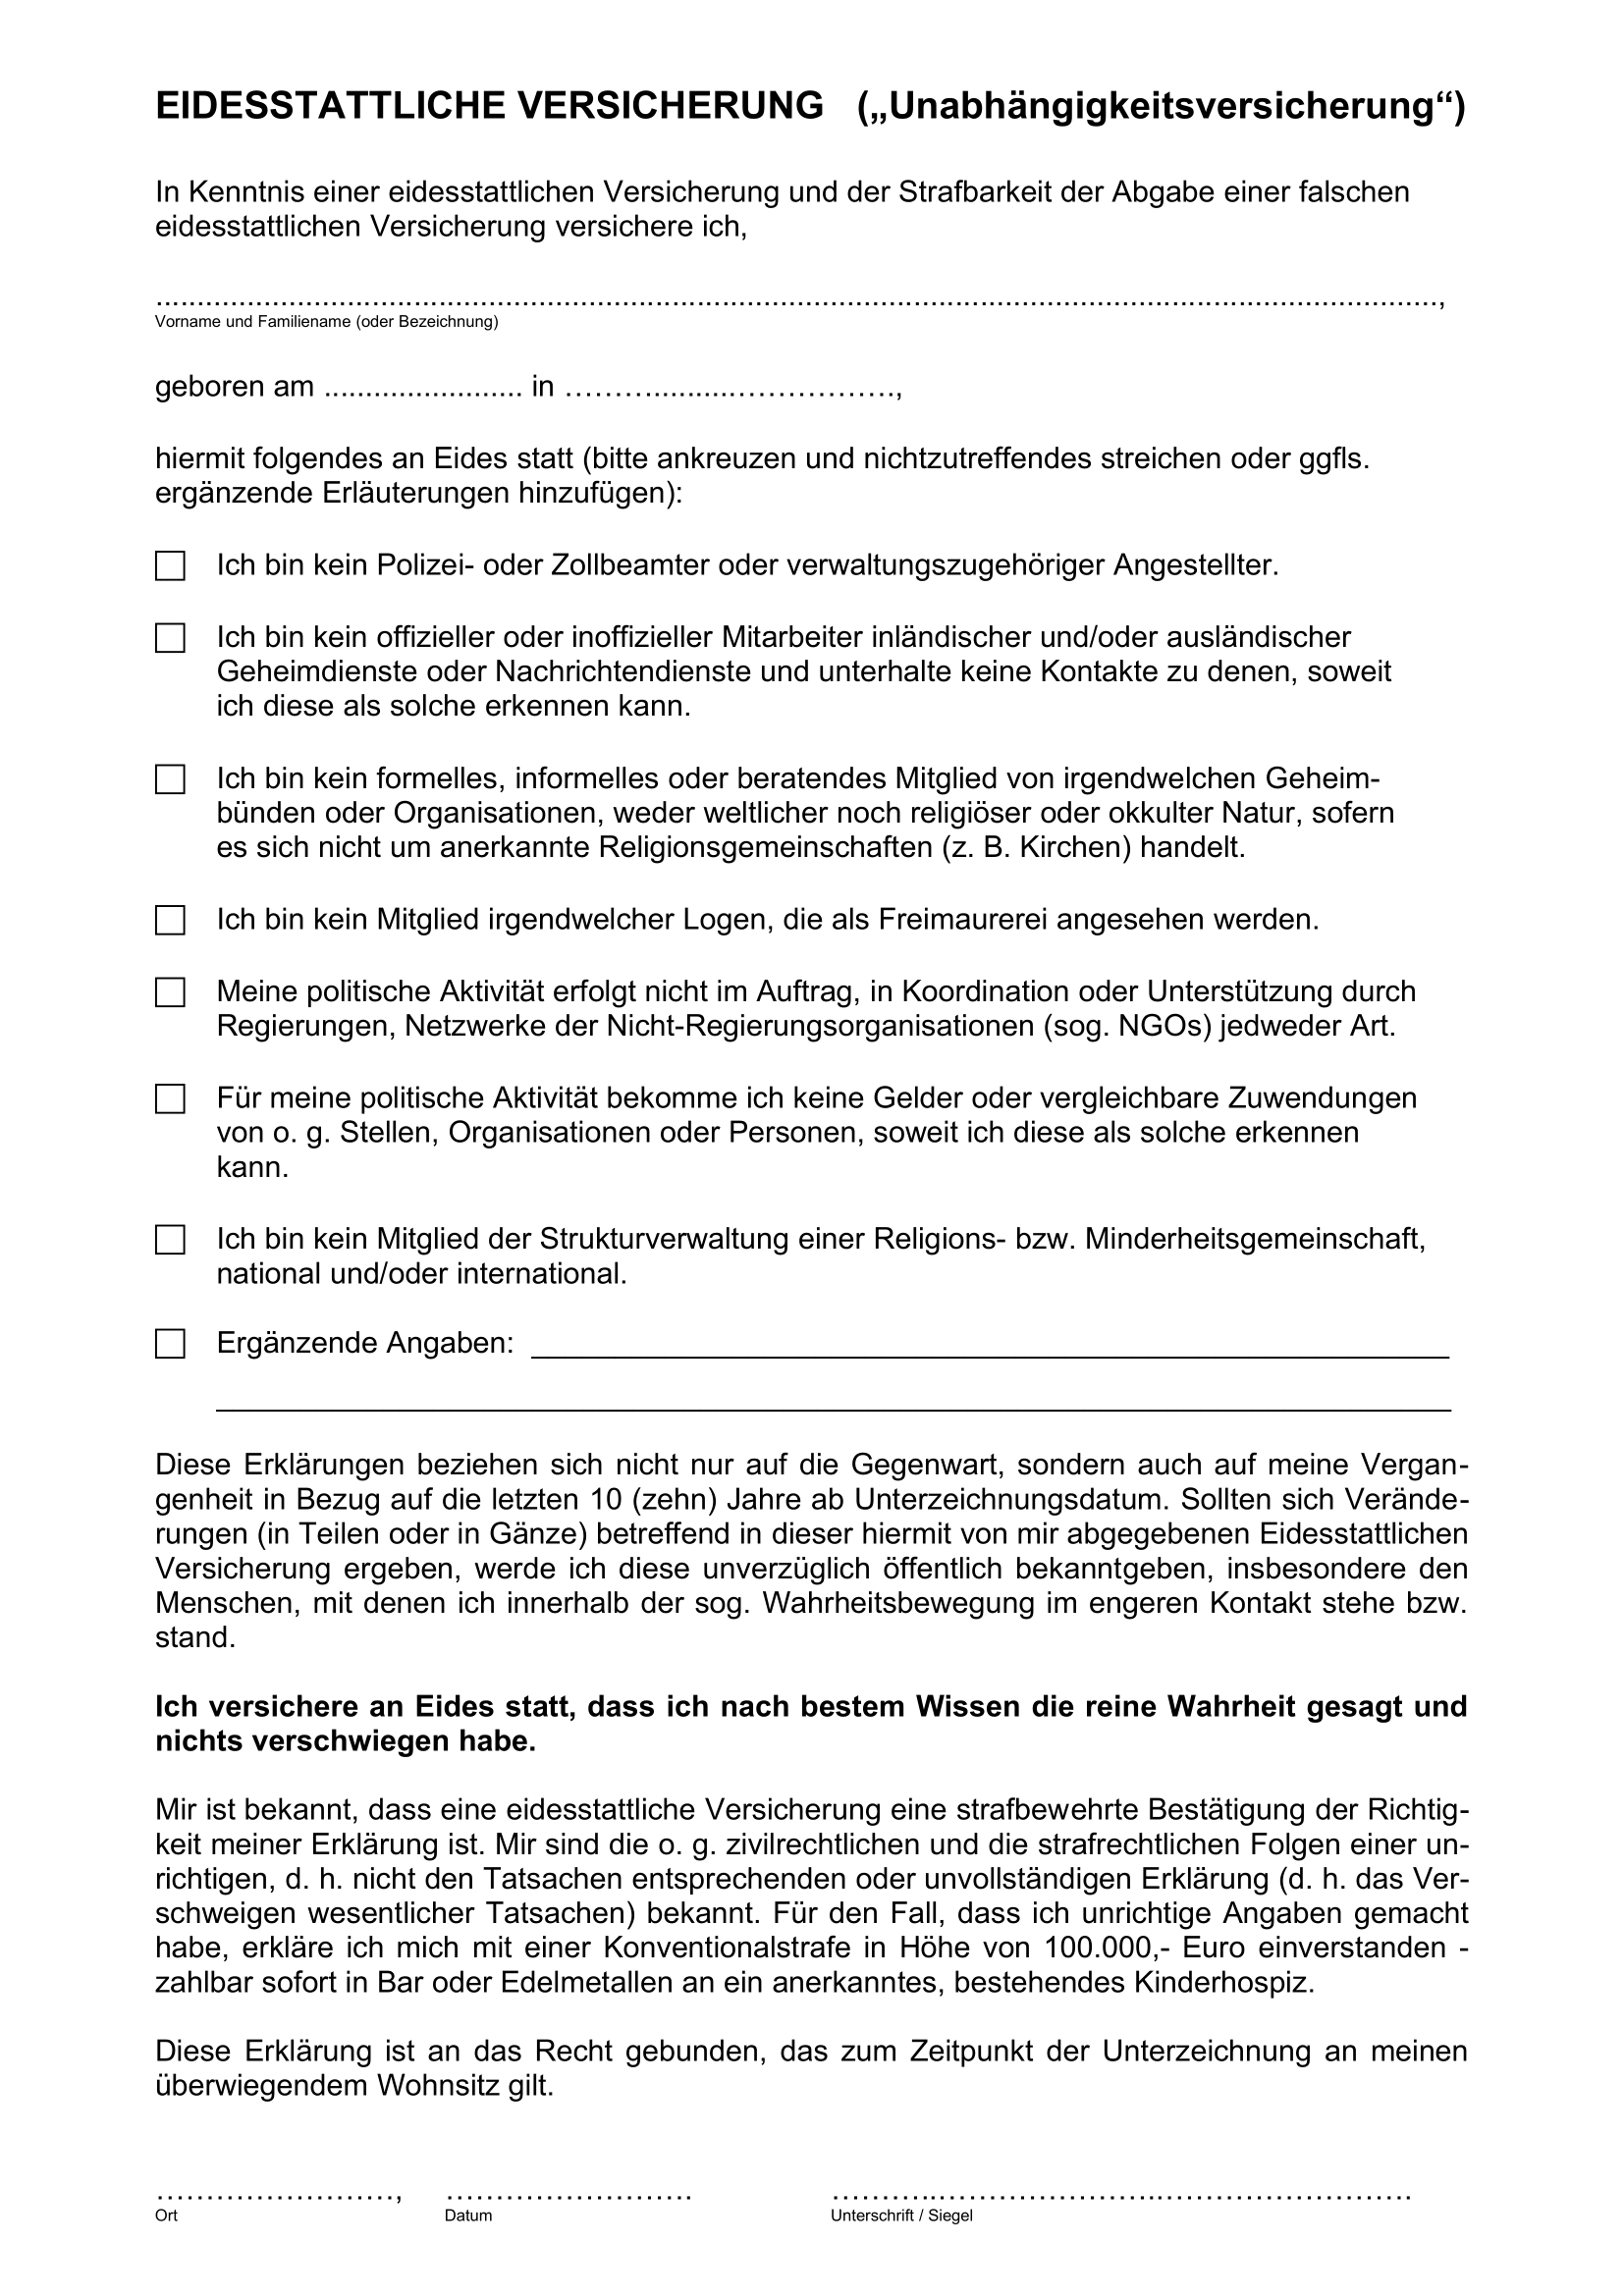 EIDESSTATTLICHE VERSICHERUNG („Unabhängigkeitsversicherung“)
In Kenntnis einer eidesstattlichen Versicherung und der Strafbarkeit der Abgabe einer falschen
eidesstattlichen Versicherung versichere ich,
..........................................................................................................................................................,
Vorname und Familiename (oder Bezeichnung)
geboren am ........................ in ………..........…………….,
hiermit folgendes an Eides statt (bitte ankreuzen und nichtzutreffendes streichen oder ggfls.
ergänzende Erläuterungen hinzufügen):
Ich bin kein Polizei- oder Zollbeamter oder verwaltungszugehöriger Angestellter.
Ich bin kein offizieller oder inoffizieller Mitarbeiter inländischer und/oder ausländischer
Geheimdienste oder Nachrichtendienste und unterhalte keine Kontakte zu denen, soweit
ich diese als solche erkennen kann.
Ich bin kein formelles, informelles oder beratendes Mitglied von irgendwelchen Geheim-
bünden oder Organisationen, weder weltlicher noch religiöser oder okkulter Natur, sofern
es sich nicht um anerkannte Religionsgemeinschaften (z. B. Kirchen) handelt.
Ich bin kein Mitglied irgendwelcher Logen, die als Freimaurerei angesehen werden.
Meine politische Aktivität erfolgt nicht im Auftrag, in Koordination oder Unterstützung durch
Regierungen, Netzwerke der Nicht-Regierungsorganisationen (sog. NGOs) jedweder Art.
Für meine politische Aktivität bekomme ich keine Gelder oder vergleichbare Zuwendungen
von o. g. Stellen, Organisationen oder Personen, soweit ich diese als solche erkennen
kann.
Ich bin kein Mitglied der Strukturverwaltung einer Religions- bzw. Minderheitsgemeinschaft,
national und/oder international.
Ergänzende Angaben:
Diese Erklärungen beziehen sich nicht nur auf die Gegenwart, sondern auch auf meine Vergan-
genheit in Bezug auf die letzten 10 (zehn) Jahre ab Unterzeichnungsdatum. Sollten sich Verände-
rungen (in Teilen oder in Gänze) betreffend in dieser hiermit von mir abgegebenen Eidesstattlichen
Versicherung ergeben, werde ich diese unverzüglich öffentlich bekanntgeben, insbesondere den
Menschen, mit denen ich innerhalb der sog. Wahrheitsbewegung im engeren Kontakt stehe bzw.
stand.
Ich versichere an Eides statt, dass ich nach bestem Wissen die reine Wahrheit gesagt und
nichts verschwiegen habe.
Mir ist bekannt, dass eine eidesstattliche Versicherung eine strafbewehrte Bestätigung der Richtig-
keit meiner Erklärung ist. Mir sind die o. g. zivilrechtlichen und die strafrechtlichen Folgen einer un-
richtigen, d. h. nicht den Tatsachen entsprechenden oder unvollständigen Erklärung (d. h. das Ver-
schweigen wesentlicher Tatsachen) bekannt. Für den Fall, dass ich unrichtige Angaben gemacht
habe, erkläre ich mich mit einer Konventionalstrafe in Höhe von 100.000,- Euro einverstanden -
zahlbar sofort in Bar oder Edelmetallen an ein anerkanntes, bestehendes Kinderhospiz.
Diese Erklärung ist an das Recht gebunden, das zum Zeitpunkt der Unterzeichnung an meinen
überwiegendem Wohnsitz gilt.
……………………, ……………………. ………..…………………..…………………….
Ort Datum Unterschrift / Siegel